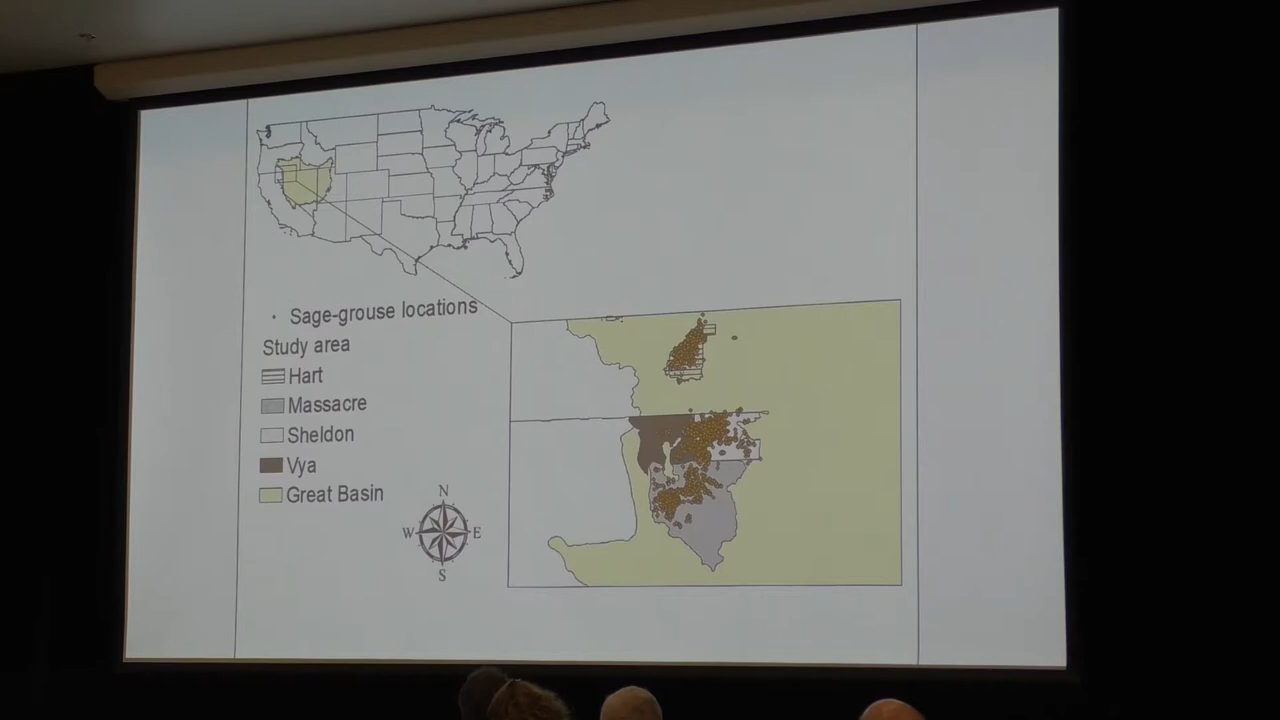 Sage-grouse locations
Study area
Hart
Massacre
Sheldon
Vya
Great Basin
N
W E
S